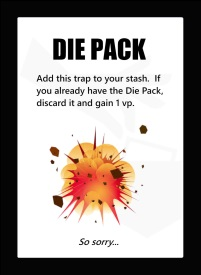 DIE PACK
Add this trap to your stash.  If
you already have the Die Pack,
discard it and gain 1 vp.
So sorry...